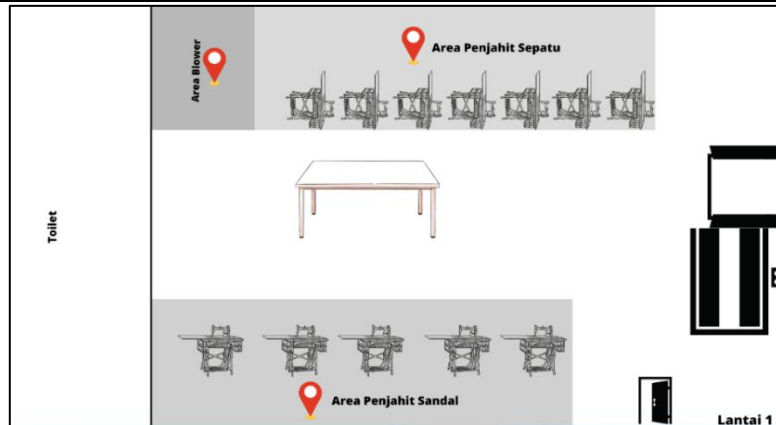 Area Blower
Area Penjahit Sepatu
Toilet
Area Penjahit Sandal
Lantai 1